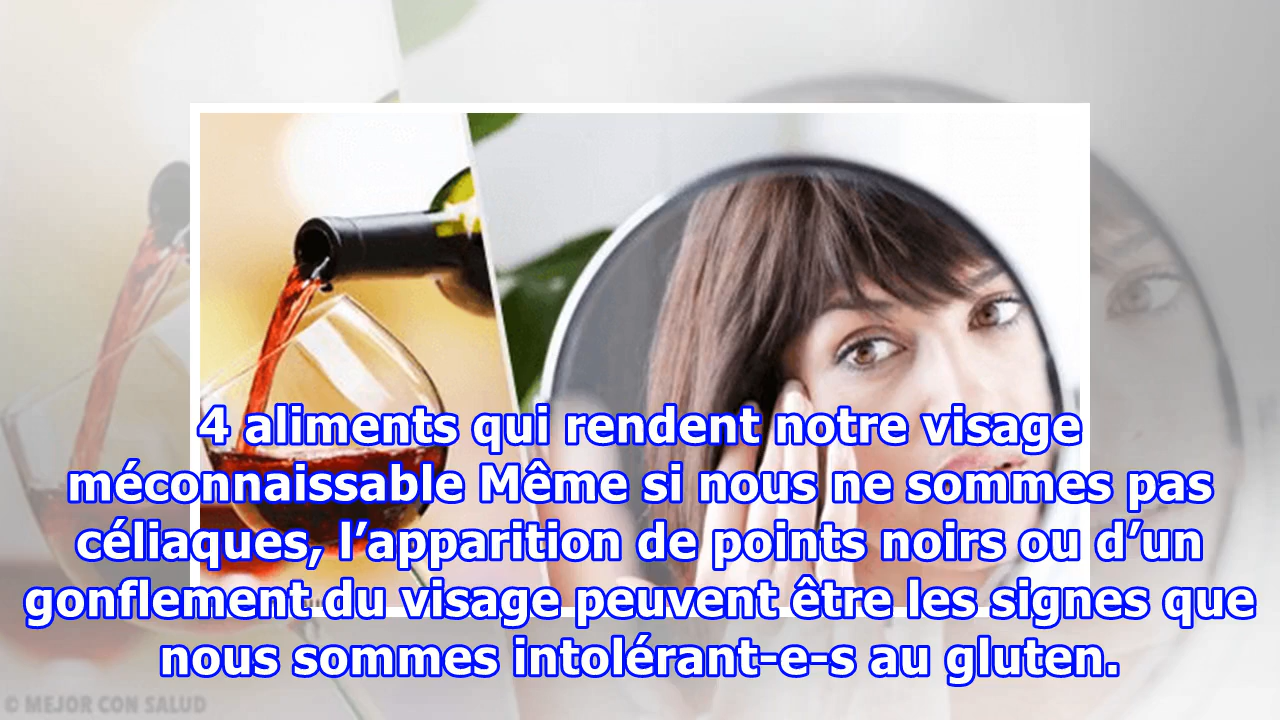 4 aliments qui rendent notre visage
méconnaissable Même si nous ne sommes pas
céliaques, l’apparition de points noirs ou d’un
gonflement du visage peuvent être les signes que
nous sommes intolérant-e-s au gluten.
© MEJOR CON SALUD